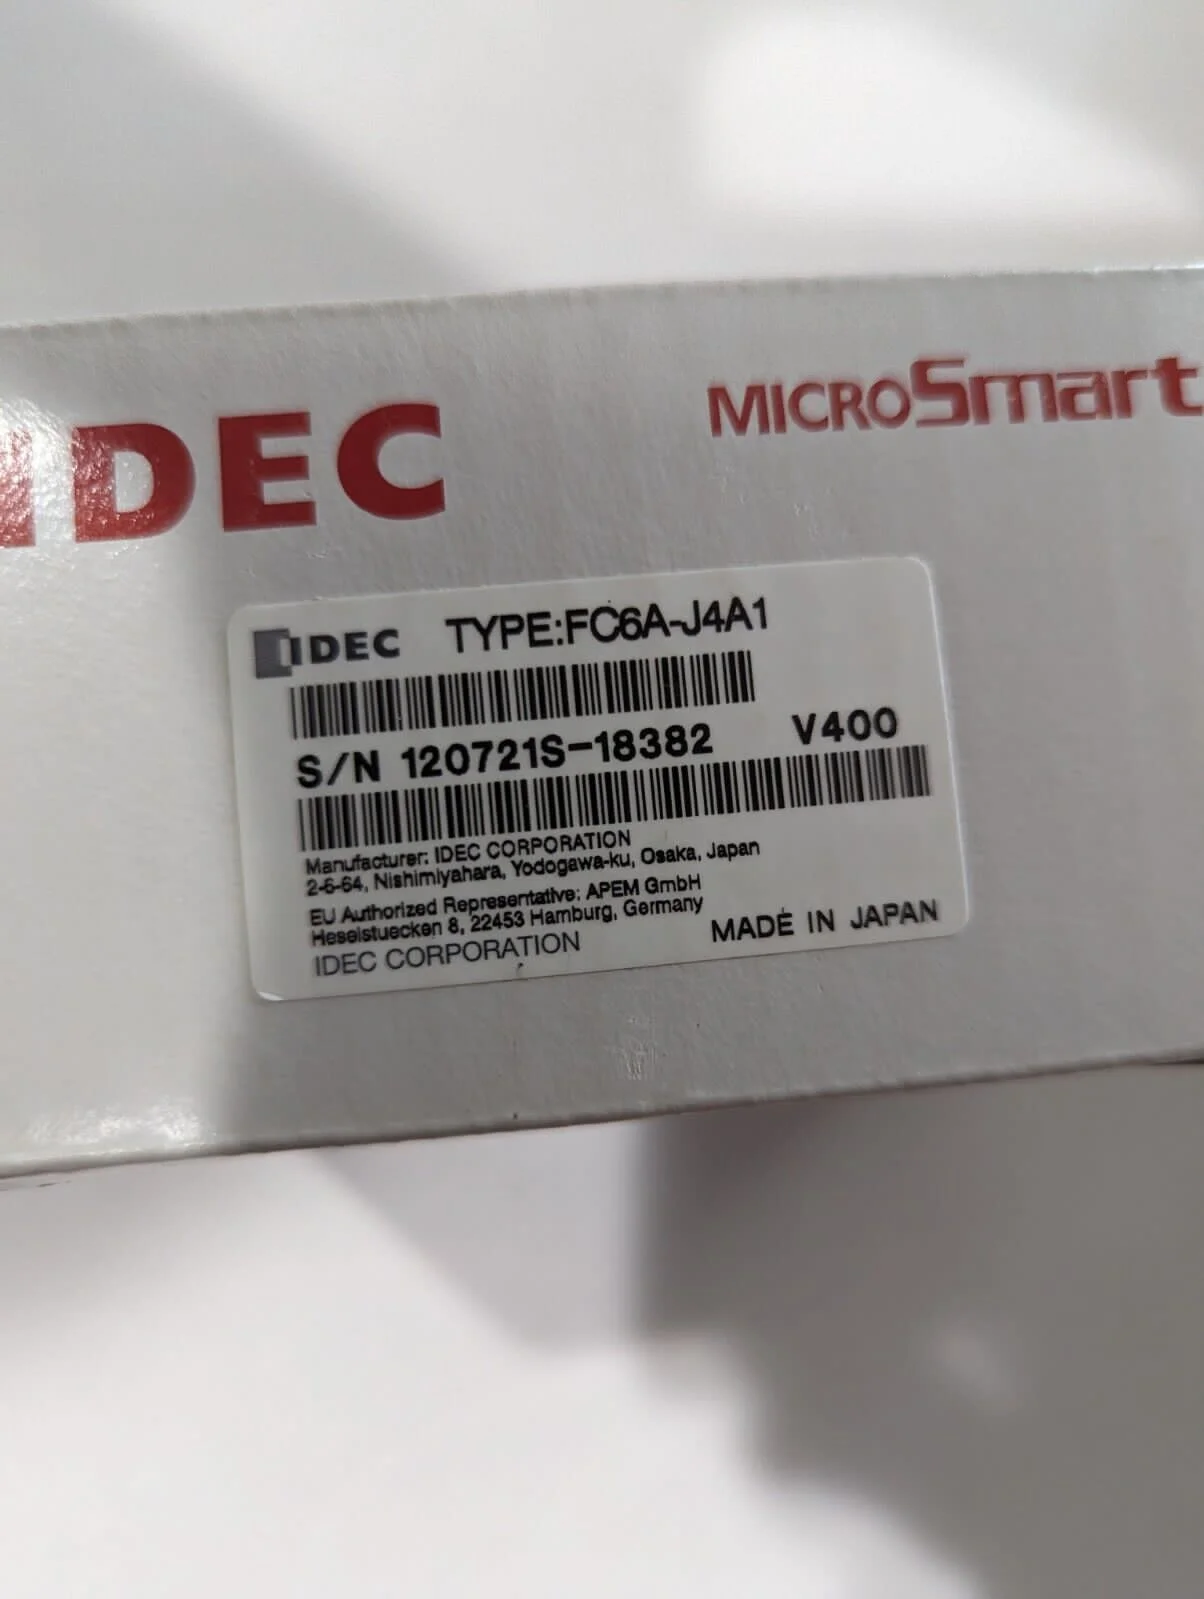 IDEC
MICROSmart
IDEC TYPE:FC6A-J4A1
S/N 120721S-18382 V400
Manufacturer: IDEC CORPORATION
2-6-64, Nishimiyahara, Yodogawa-ku, Osaka, Japan
EU Authorized Representative: APEM GmbH
Heselstuecken 8, 22453 Hamburg, Germany
IDEC CORPORATION
MADE IN JAPAN